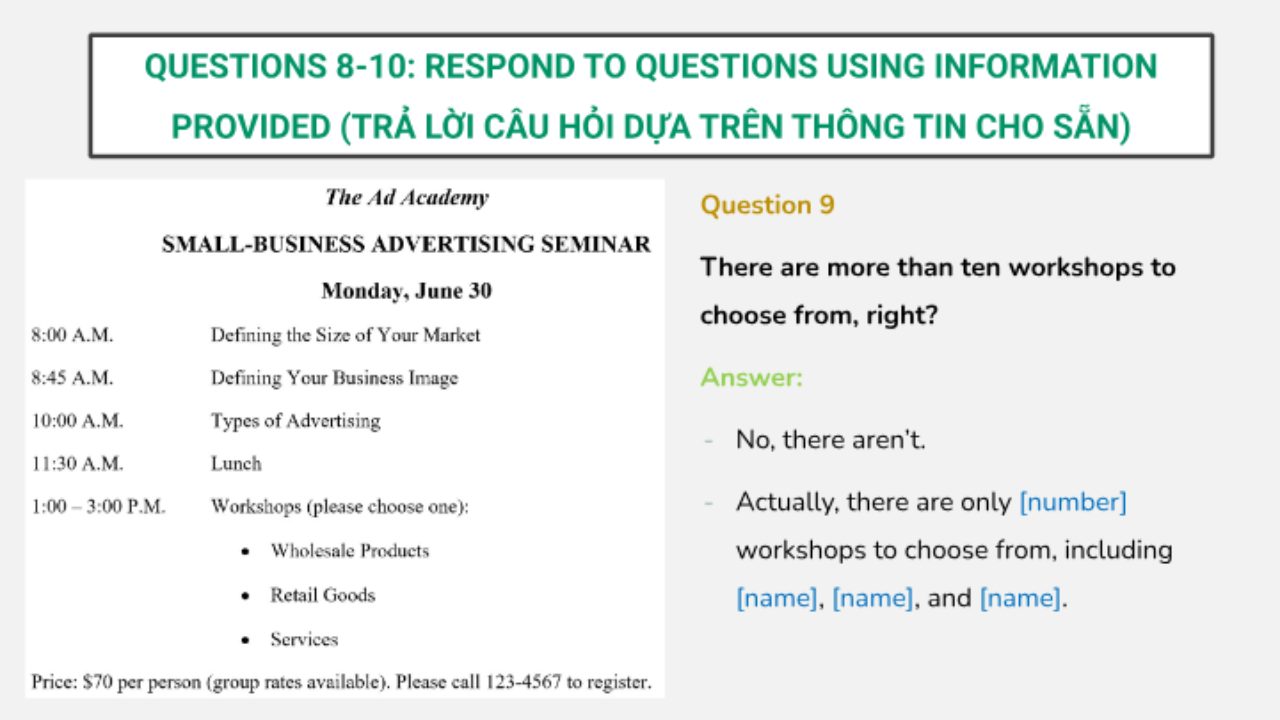 QUESTIONS 8-10: RESPOND TO QUESTIONS USING INFORMATION
PROVIDED (TRẢ LỜI CÂU HỎI DỰA TRÊN THÔNG TIN CHO SẴN)
The Ad Academy
SMALL-BUSINESS ADVERTISING SEMINAR
Monday, June 30
8:00 A.M. Defining the Size of Your Market
8:45 A.M. Defining Your Business Image
10:00 A.M. Types of Advertising
11:30 A.M. Lunch
1:00 – 3:00 P.M. Workshops (please choose one):
• Wholesale Products
• Retail Goods
• Services
Price: $70 per person (group rates available). Please call 123-4567 to register.
Question 9
There are more than ten workshops to
choose from, right?
Answer:
- No, there aren’t.
- Actually, there are only [number]
workshops to choose from, including
[name], [name], and [name].